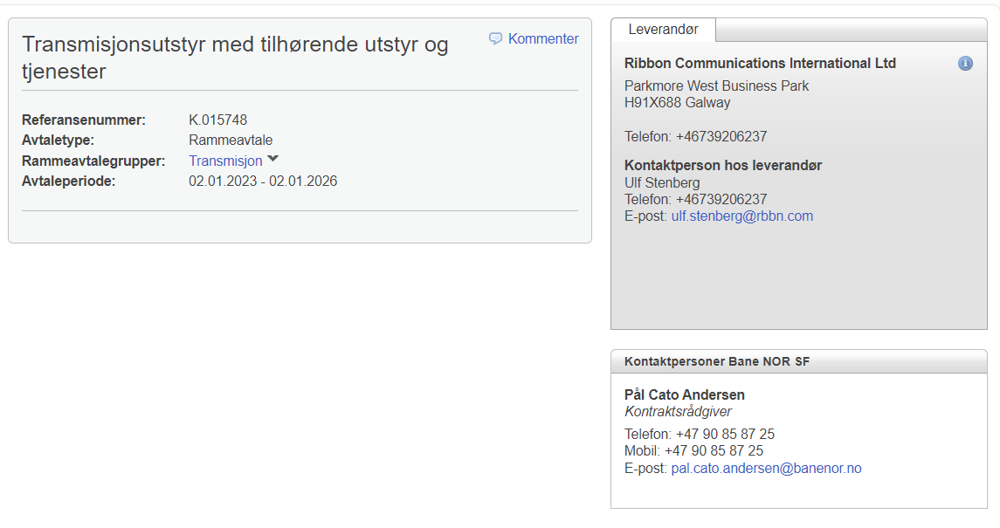 Transmisjonsutstyr med tilhørende utstyr og
tjenester
Kommenter
Referansenummer: K.015748
Avtaletype: Rammeavtale
Rammeavtalegrupper: Transmisjon
Avtaleperiode: 02.01.2023 - 02.01.2026
Leverandør
Ribbon Communications International Ltd
Parkmore West Business Park
H91X688 Galway
Telefon: +46739206237
Kontaktperson hos leverandør
Ulf Stenberg
Telefon: +46739206237
E-post: ulf.stenberg@rbbn.com
Kontaktpersoner Bane NOR SF
Pål Cato Andersen
Kontraktsrådgiver
Telefon: +47 90 85 87 25
Mobil: +47 90 85 87 25
E-post: pal.cato.andersen@banenor.no